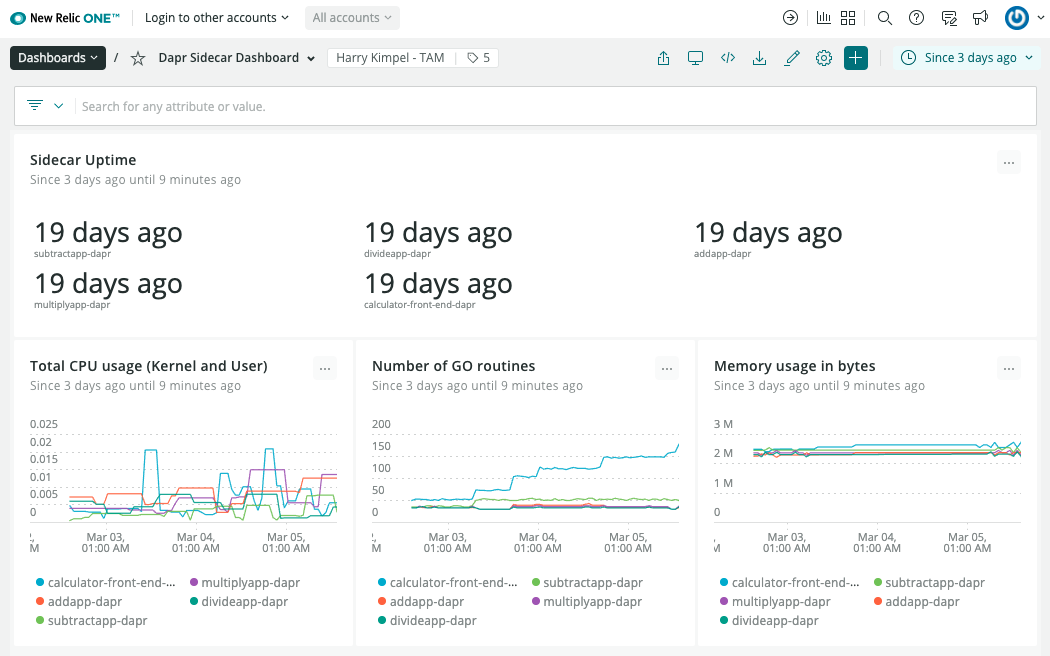 New Relic ONE™ Login to other accounts All accounts
Dashboards / Dapr Sidecar Dashboard Harry Kimpel - TAM 5 Since 3 days ago
Search for any attribute or value.
Sidecar Uptime
Since 3 days ago until 9 minutes ago
19 days ago
subtractapp-dapr
19 days ago
divideapp-dapr
19 days ago
addapp-dapr
19 days ago
multiplyapp-dapr
19 days ago
calculator-front-end-dapr
Total CPU usage (Kernel and User)
Since 3 days ago until 9 minutes ago
0.025
0.02
0.015
0.01
0.005
0
Mar 03,
01:00 AM
Mar 04,
01:00 AM
Mar 05,
01:00 AM
calculator-front-end-... multiplyapp-dapr
addapp-dapr divideapp-dapr
subtractapp-dapr
Number of GO routines
Since 3 days ago until 9 minutes ago
200
150
100
50
0
Mar 03,
01:00 AM
Mar 04,
01:00 AM
Mar 05,
01:00 AM
calculator-front-end-... subtractapp-dapr
addapp-dapr multiplyapp-dapr
divideapp-dapr
Memory usage in bytes
Since 3 days ago until 9 minutes ago
3 M
2 M
1 M
0
Mar 03,
01:00 AM
Mar 04,
01:00 AM
Mar 05,
01:00 AM
calculator-front-end-... subtractapp-dapr
multiplyapp-dapr addapp-dapr
divideapp-dapr